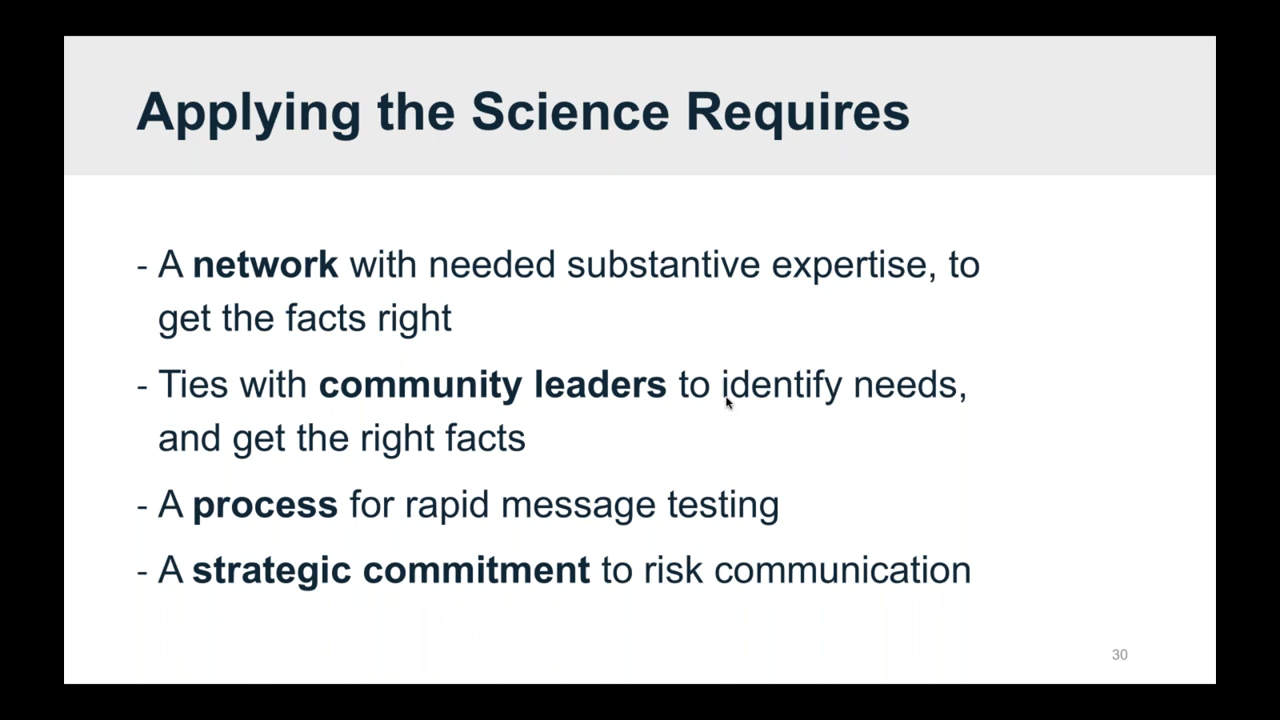 Applying the Science Requires
- A network with needed substantive expertise, to
get the facts right
- Ties with community leaders to identify needs,
and get the right facts
- A process for rapid message testing
- A strategic commitment to risk communication
30